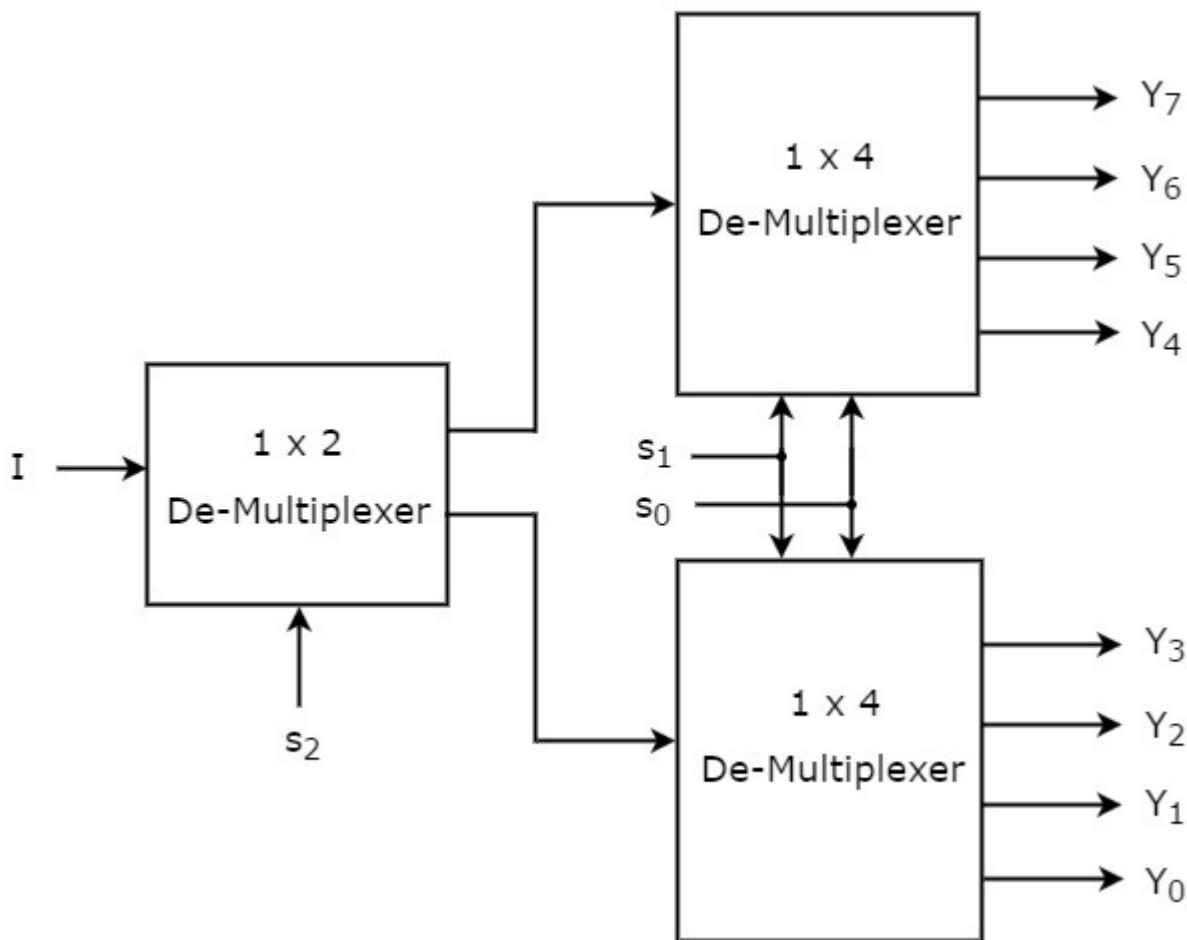 1 x 4
De-Multiplexer
Y₇
Y₆
Y₅
Y₄
I
1 x 2
De-Multiplexer
s₂
s₁
s₀
1 x 4
De-Multiplexer
Y₃
Y₂
Y₁
Y₀